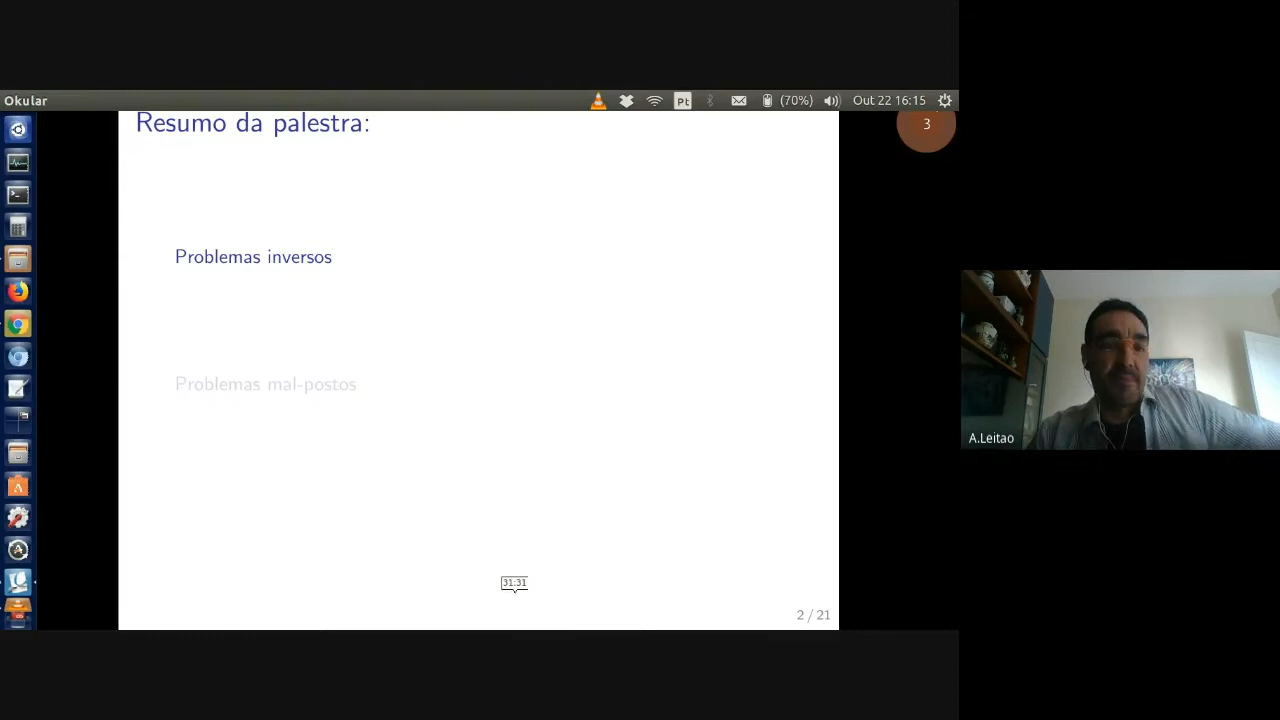 Okular
Pt
(70%)
Out 22 16:15
3
Resumo da palestra:
Problemas inversos
Problemas mal-postos
31:31
2 / 21
A.Leitao